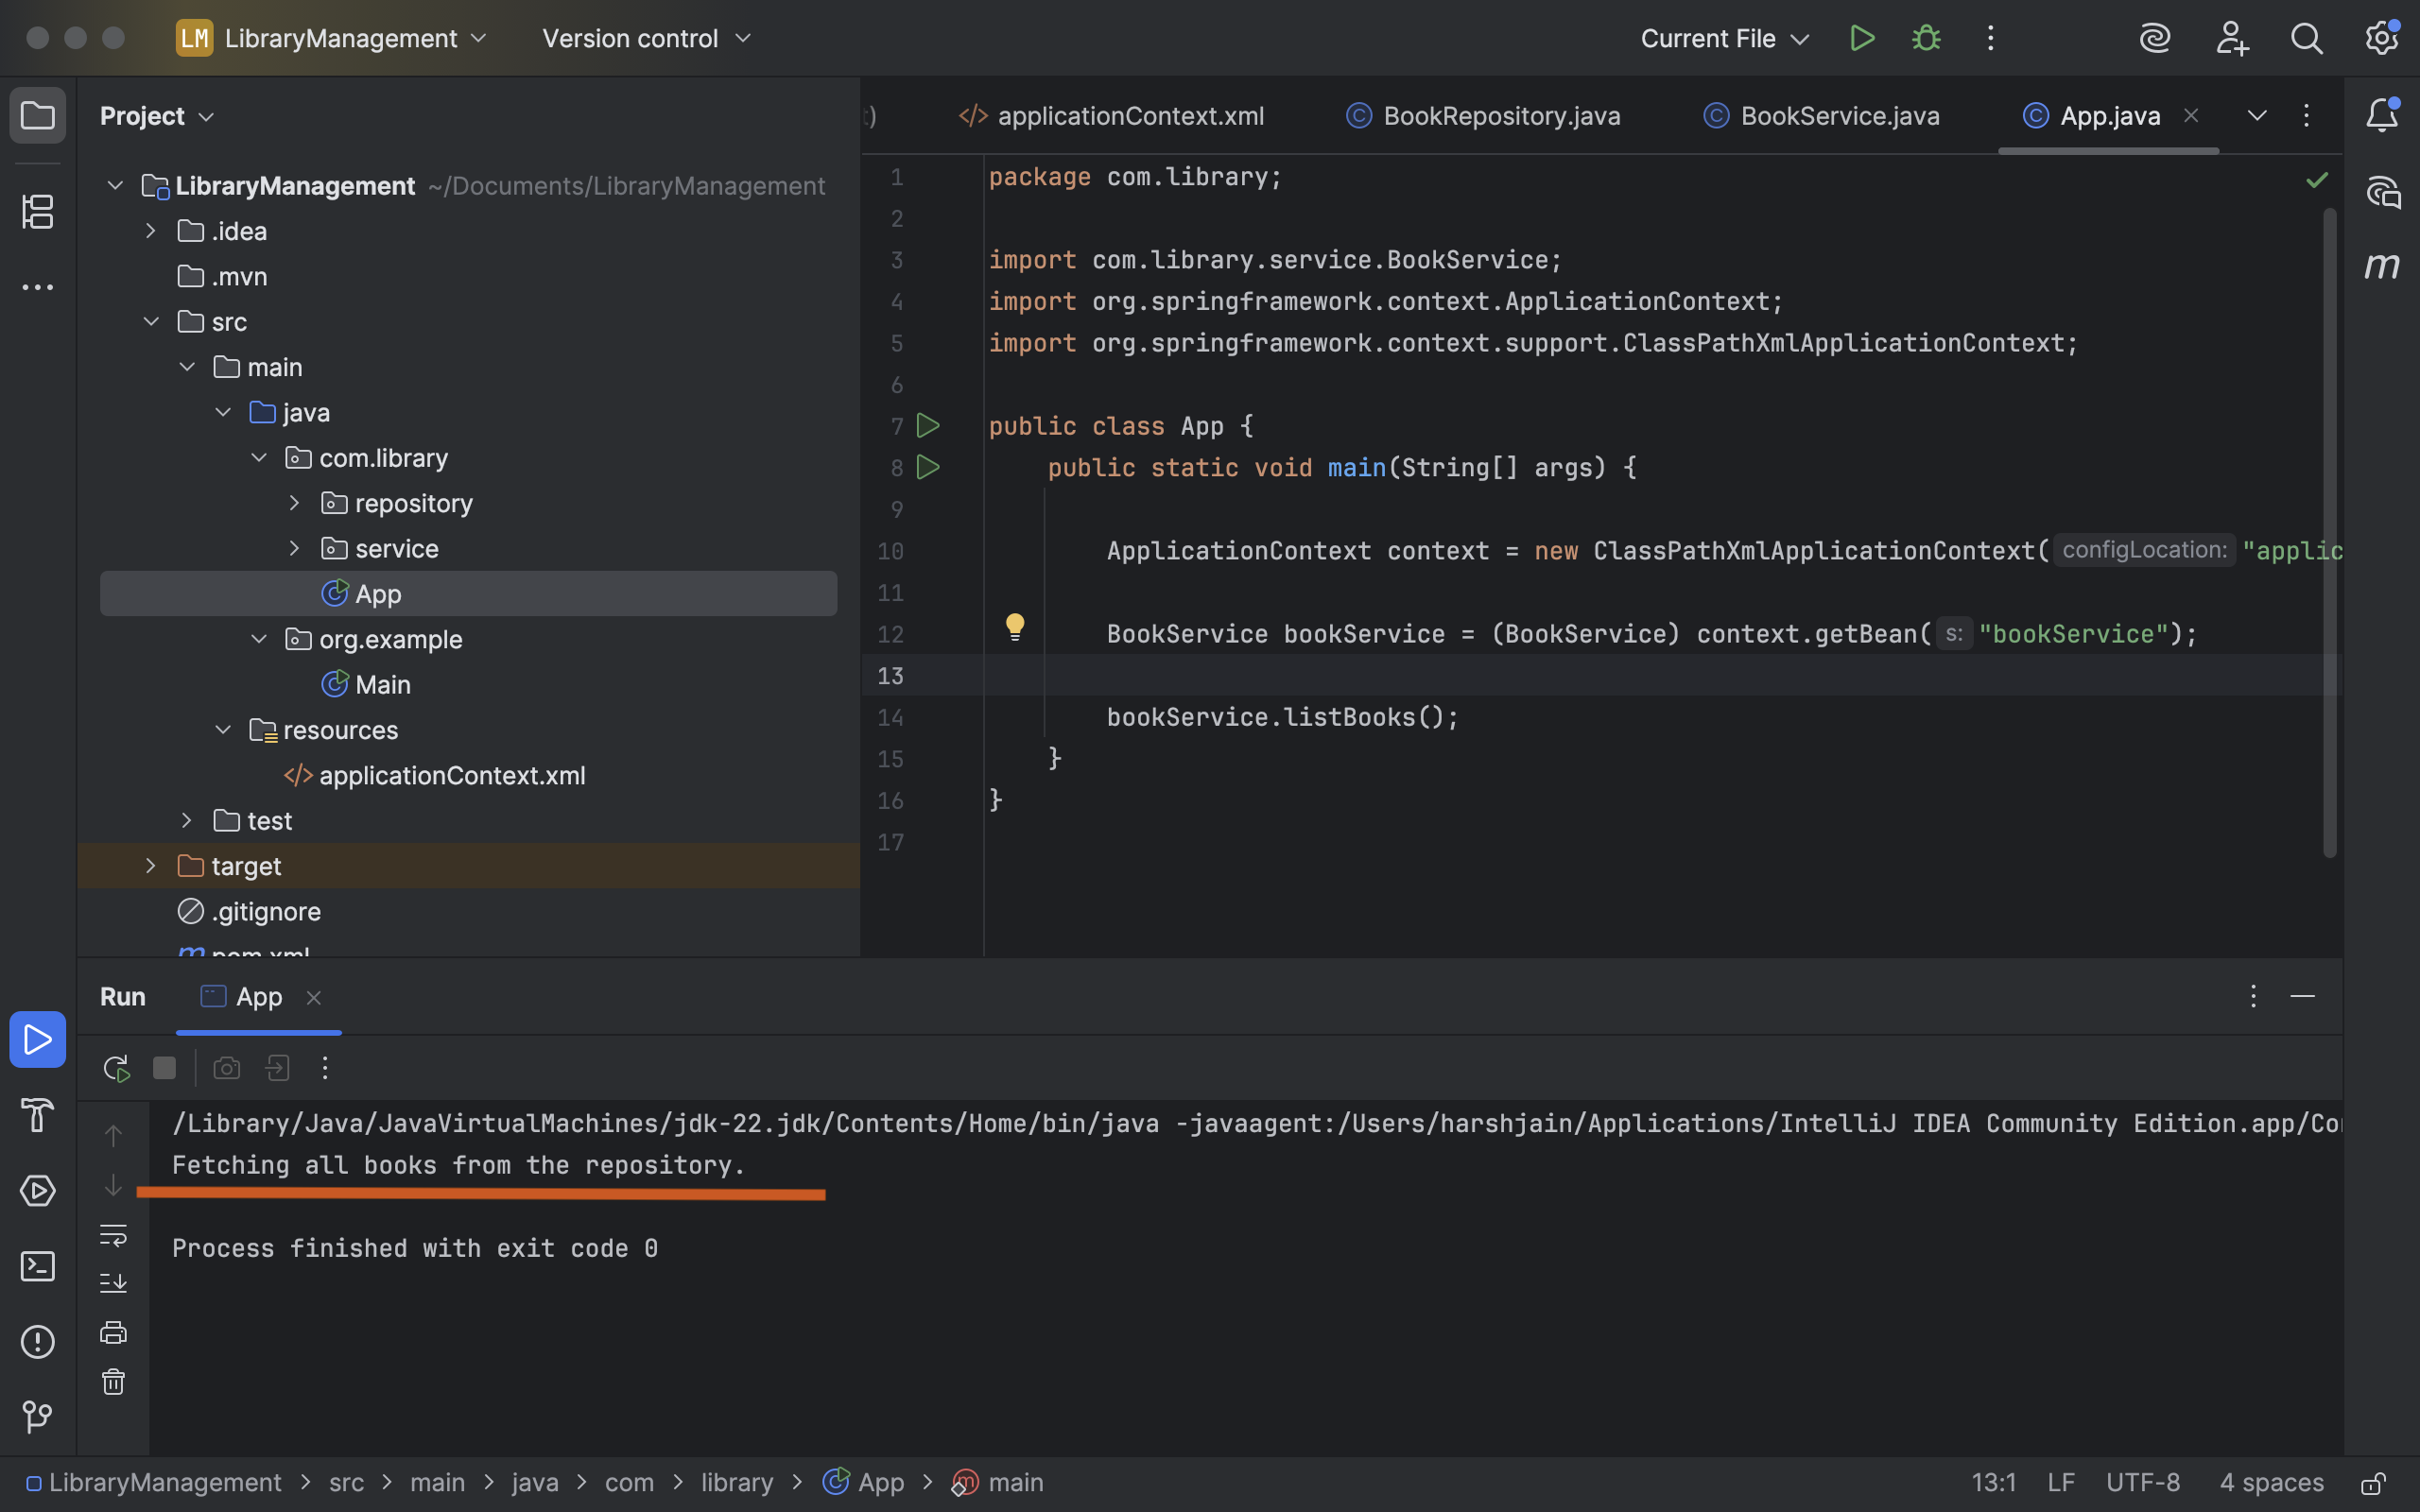 LM LibraryManagement Version control Current File
Project
LibraryManagement ~/Documents/LibraryManagement
.idea
.mvn
src
main
java
com.library
repository
service
App
org.example
Main
resources
applicationContext.xml
test
target
.gitignore
pom.xml
applicationContext.xml BookRepository.java BookService.java App.java
1 package com.library;
2
3 import com.library.service.BookService;
4 import org.springframework.context.ApplicationContext;
5 import org.springframework.context.support.ClassPathXmlApplicationContext;
6
7 public class App {
8 public static void main(String[] args) {
9
10 ApplicationContext context = new ClassPathXmlApplicationContext( configLocation: "applic
11
12 BookService bookService = (BookService) context.getBean( s: "bookService");
13
14 bookService.listBooks();
15 }
16 }
17
Run App
/Library/Java/JavaVirtualMachines/jdk-22.jdk/Contents/Home/bin/java -javaagent:/Users/harshjain/Applications/IntelliJ IDEA Community Edition.app/Co
Fetching all books from the repository.
Process finished with exit code 0
LibraryManagement > src > main > java > com > library > App > main 13:1 LF UTF-8 4 spaces